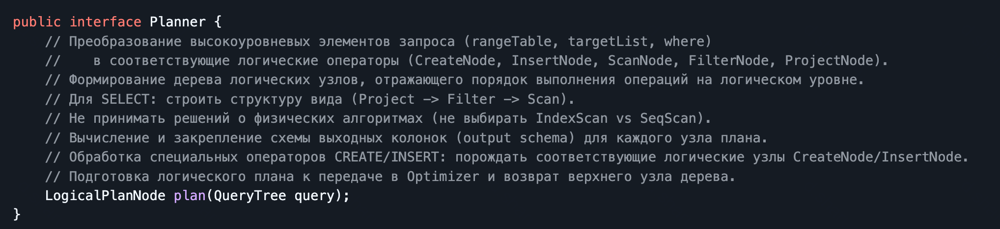 public interface Planner {
    // Преобразование высокоуровневых элементов запроса (rangeTable, targetList, where)
    //    в соответствующие логические операторы (CreateNode, InsertNode, ScanNode, FilterNode, ProjectNode).
    // Формирование дерева логических узлов, отражающего порядок выполнения операций на логическом уровне.
    // Для SELECT: строить структуру вида (Project -> Filter -> Scan).
    // Не принимать решений о физических алгоритмах (не выбирать IndexScan vs SeqScan).
    // Вычисление и закрепление схемы выходных колонок (output schema) для каждого узла плана.
    // Обработка специальных операторов CREATE/INSERT: порождать соответствующие логические узлы CreateNode/InsertNode.
    // Подготовка логического плана к передаче в Optimizer и возврат верхнего узла дерева.
    LogicalPlanNode plan(QueryTree query);
}